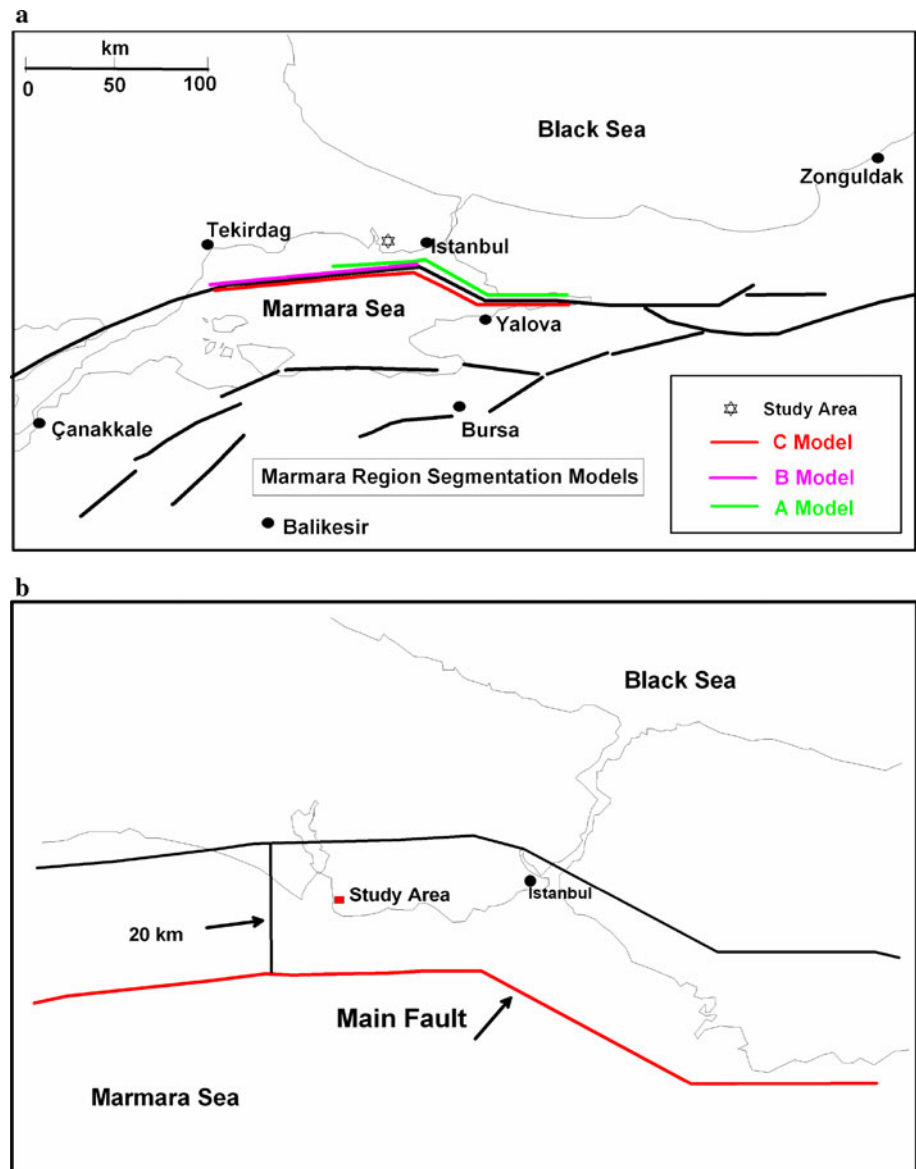 a
km
0 50 100
Black Sea
Zonguldak
Tekirdag
Istanbul
Marmara Sea
Yalova
Çanakkale
Bursa
Marmara Region Segmentation Models
Balikesir
Study Area
C Model
B Model
A Model
b
Black Sea
Study Area
Istanbul
20 km
Main Fault
Marmara Sea